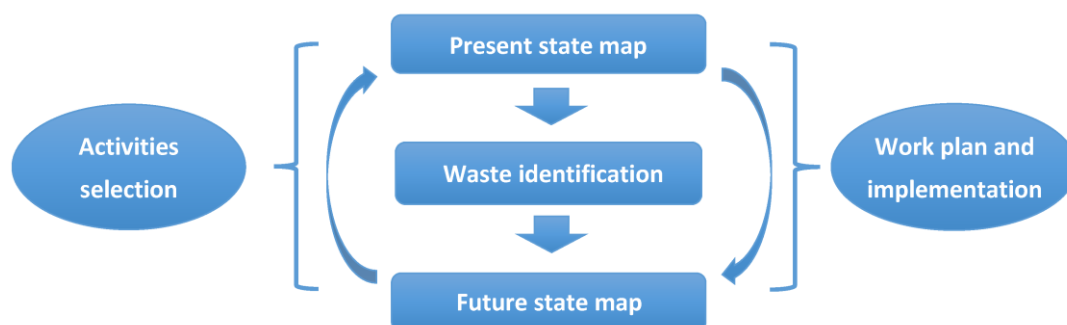 Present state map
Activities
selection
Waste identification
Work plan and
implementation
Future state map